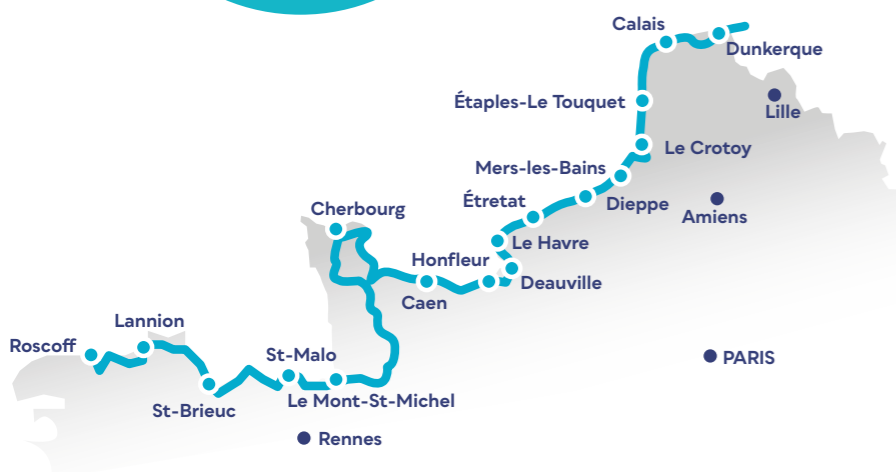 Calais
Dunkerque
Étaples-Le Touquet
Lille
Le Crotoy
Mers-les-Bains
Étretat
Dieppe
Amiens
Cherbourg
Le Havre
Honfleur
Deauville
Caen
Lannion
Roscoff
St-Malo
PARIS
Le Mont-St-Michel
St-Brieuc
Rennes